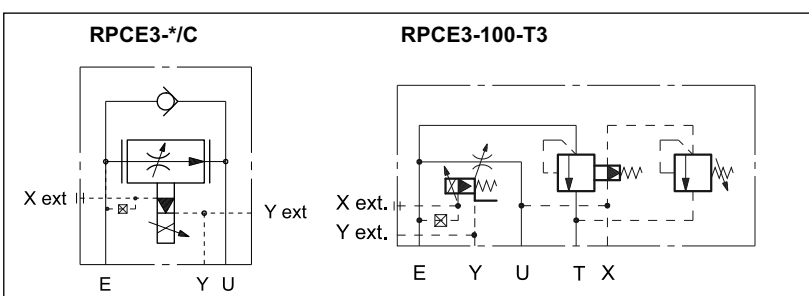 RPCE3-*/C
RPCE3-100-T3
X ext
Y ext
E Y U
X ext.
Y ext.
E Y U T X